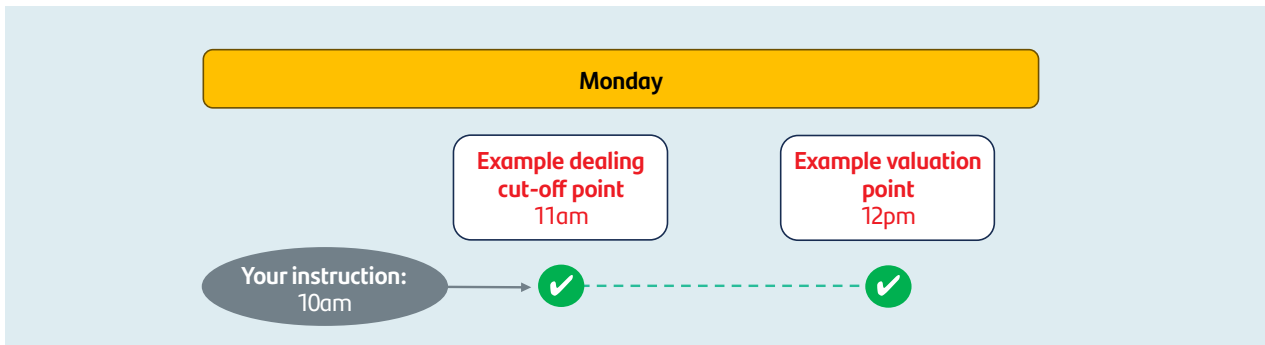 Monday
Example dealing
cut-off point
11am
Example valuation
point
12pm
Your instruction:
10am